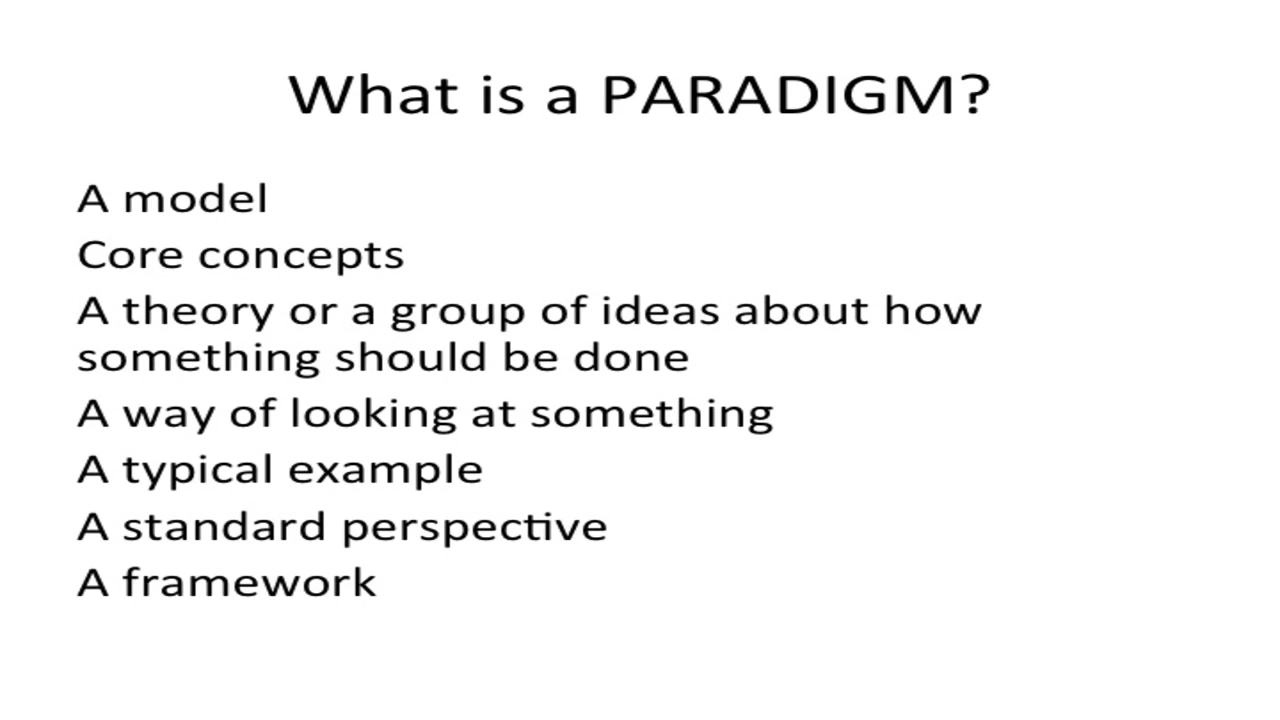 What is a PARADIGM?
A model
Core concepts
A theory or a group of ideas about how
something should be done
A way of looking at something
A typical example
A standard perspective
A framework